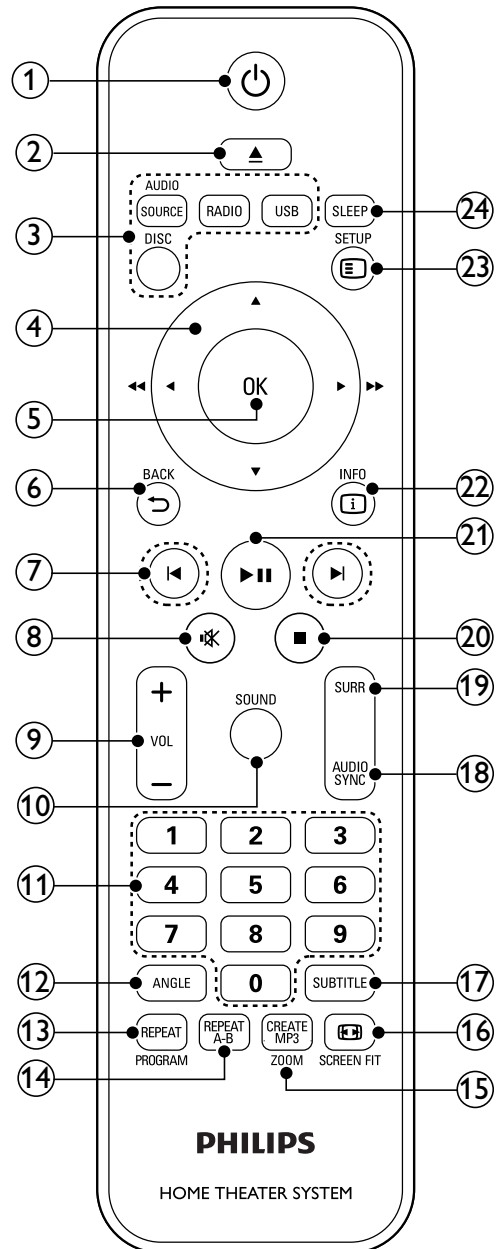 1
2
AUDIO
SOURCE RADIO USB SLEEP 24
3 DISC SETUP
23
4
OK
5
6 BACK INFO 22
21
7
8 20
+ SURR 19
9 VOL SOUND
– AUDIO SYNC 18
10
1 2 3
11 4 5 6
7 8 9
12 ANGLE 0 SUBTITLE 17
13 REPEAT REPEAT A-B CREATE MP3 16
PROGRAM ZOOM SCREEN FIT
14 15
PHILIPS
HOME THEATER SYSTEM